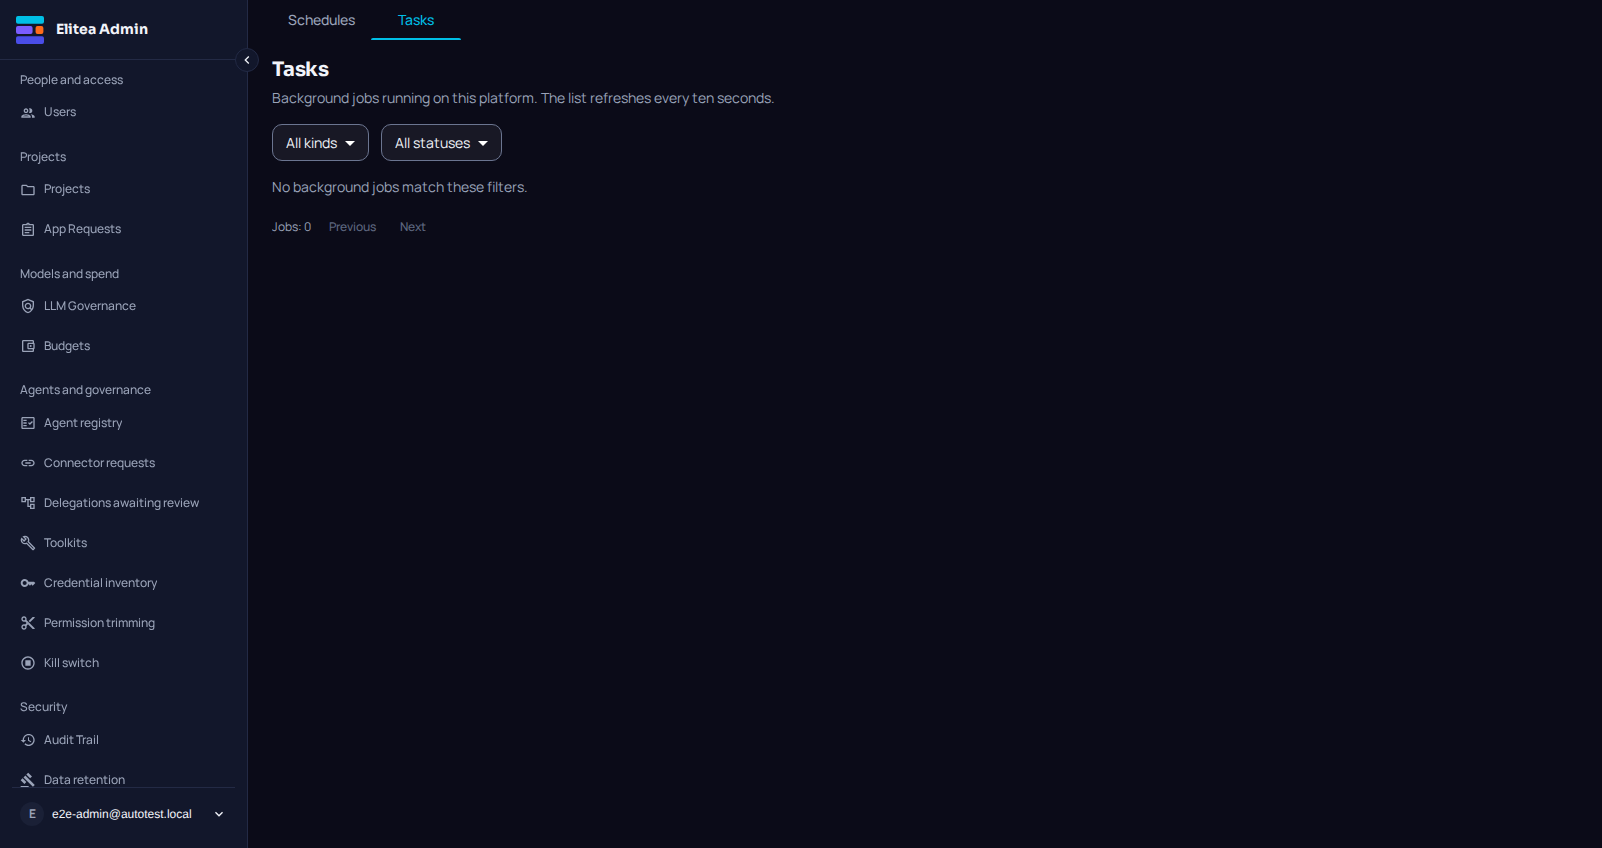 Elitea Admin
People and access
Users
Projects
Projects
App Requests
Models and spend
LLM Governance
Budgets
Agents and governance
Agent registry
Connector requests
Delegations awaiting review
Toolkits
Credential inventory
Permission trimming
Kill switch
Security
Audit Trail
Data retention
E e2e-admin@autotest.local
Schedules Tasks
Tasks
Background jobs running on this platform. The list refreshes every ten seconds.
All kinds All statuses
No background jobs match these filters.
Jobs: 0 Previous Next